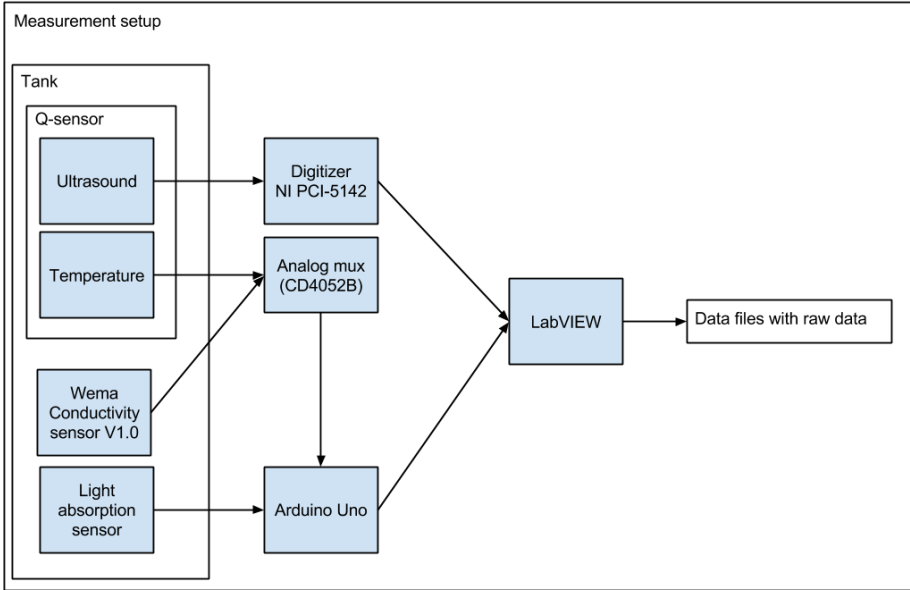 Measurement setup
Tank
Q-sensor
Ultrasound
Digitizer
NI PCI-5142
Temperature
Analog mux
(CD4052B)
LabVIEW
Data files with raw data
Wema
Conductivity
sensor V1.0
Light
absorption
sensor
Arduino Uno